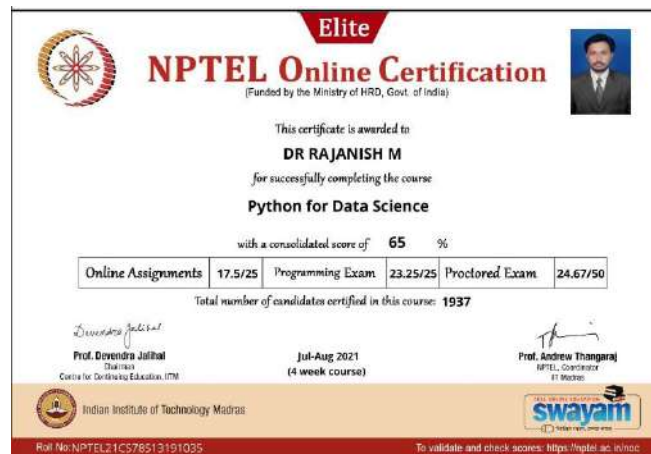 Elite
NPTEL Online Certification
(Funded by the Ministry of HRD, Govt. of India)
This certificate is awarded to
DR RAJANISH M
for successfully completing the course
Python for Data Science
with a consolidated score of 65 %
Online Assignments 17.5/25 Programming Exam 23.25/25 Proctored Exam 24.67/50
Total number of candidates certified in this course: 1937
Devendra Jalihal
Prof. Devendra Jalihal
Chairman
Centre for Continuing Education, IITM
Jul-Aug 2021
(4 week course)
Prof. Andrew Thangaraj
NPTEL, Coordinator
IIT Madras
Indian Institute of Technology Madras
swayam
Roll No: NPTEL21CS78S13191035
To validate and check scores: https://nptel.ac.in/noc